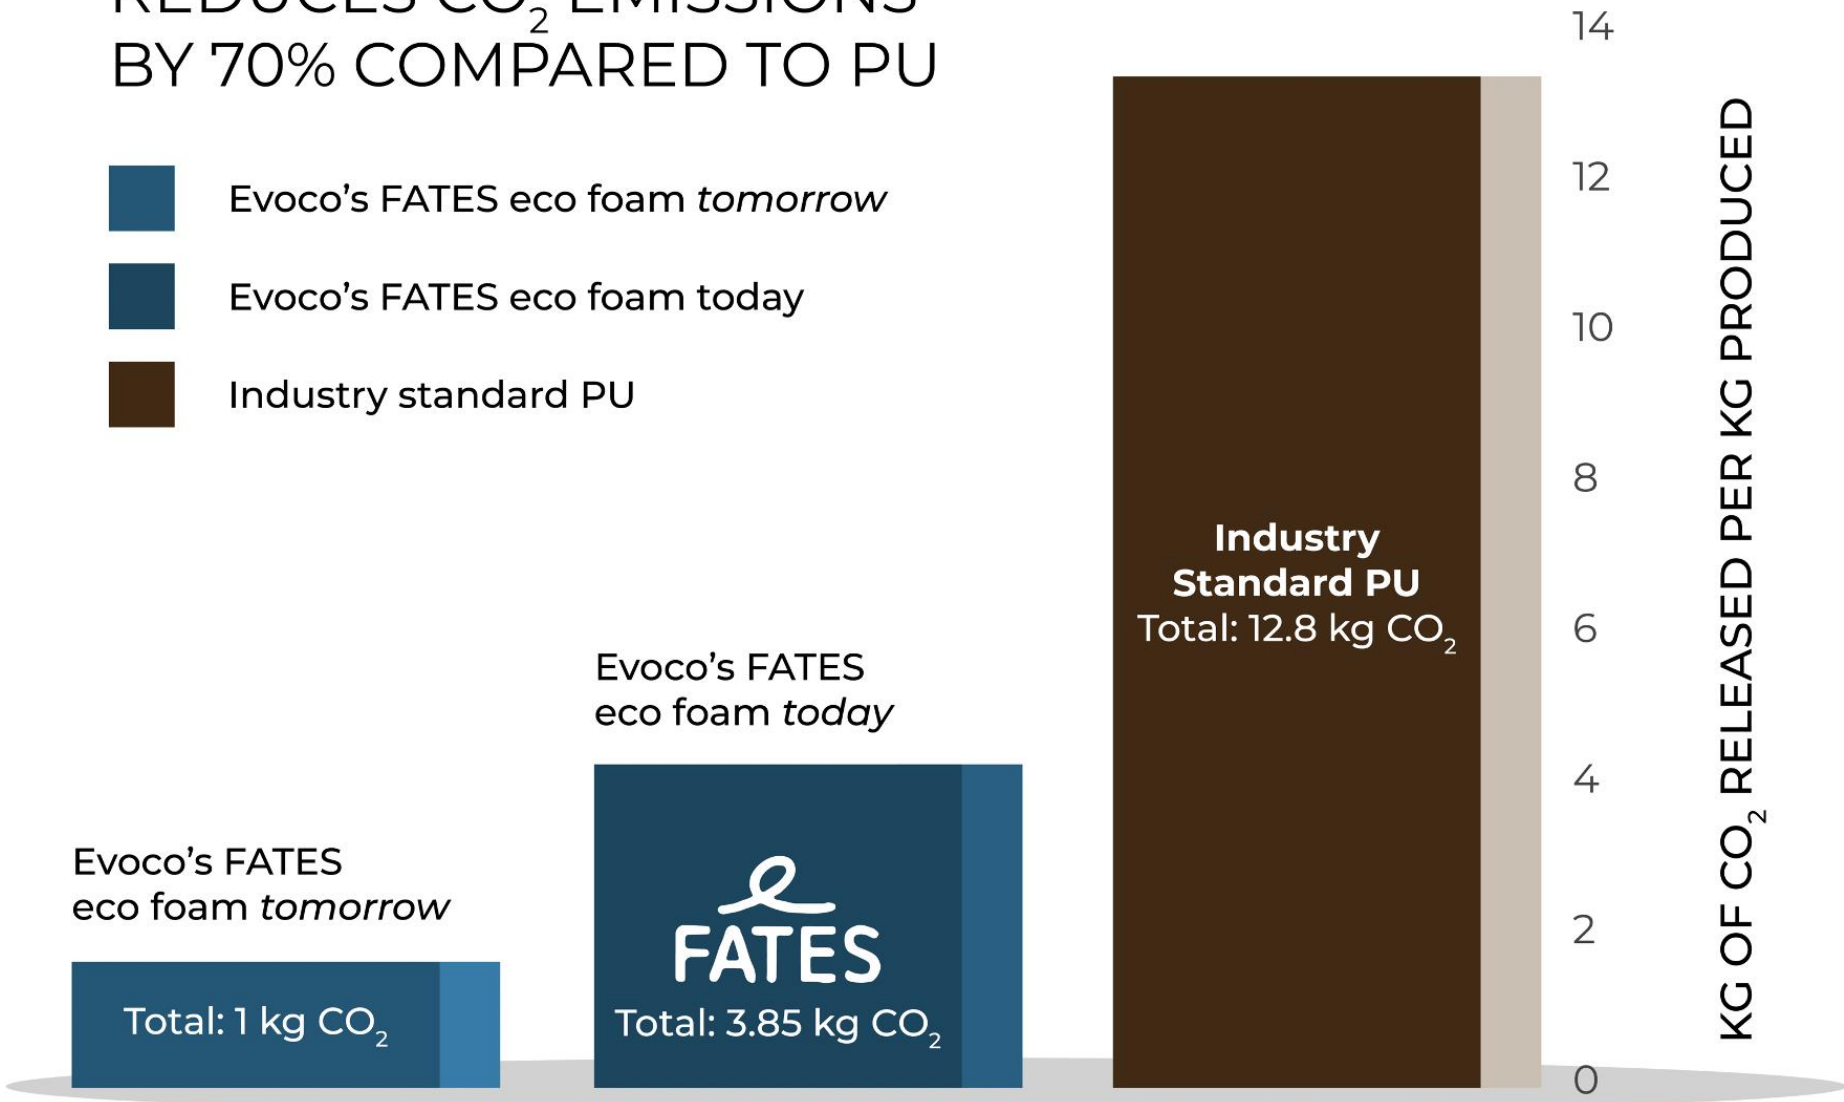 REDUCES CO2 EMISSIONS
BY 70% COMPARED TO PU
Evoco’s FATES eco foam tomorrow
Evoco’s FATES eco foam today
Industry standard PU
Evoco’s FATES
eco foam tomorrow
Total: 1 kg CO2
Evoco’s FATES
eco foam today
FATES
Total: 3.85 kg CO2
Industry
Standard PU
Total: 12.8 kg CO2
14
12
10
8
6
4
2
0
KG OF CO2 RELEASED PER KG PRODUCED